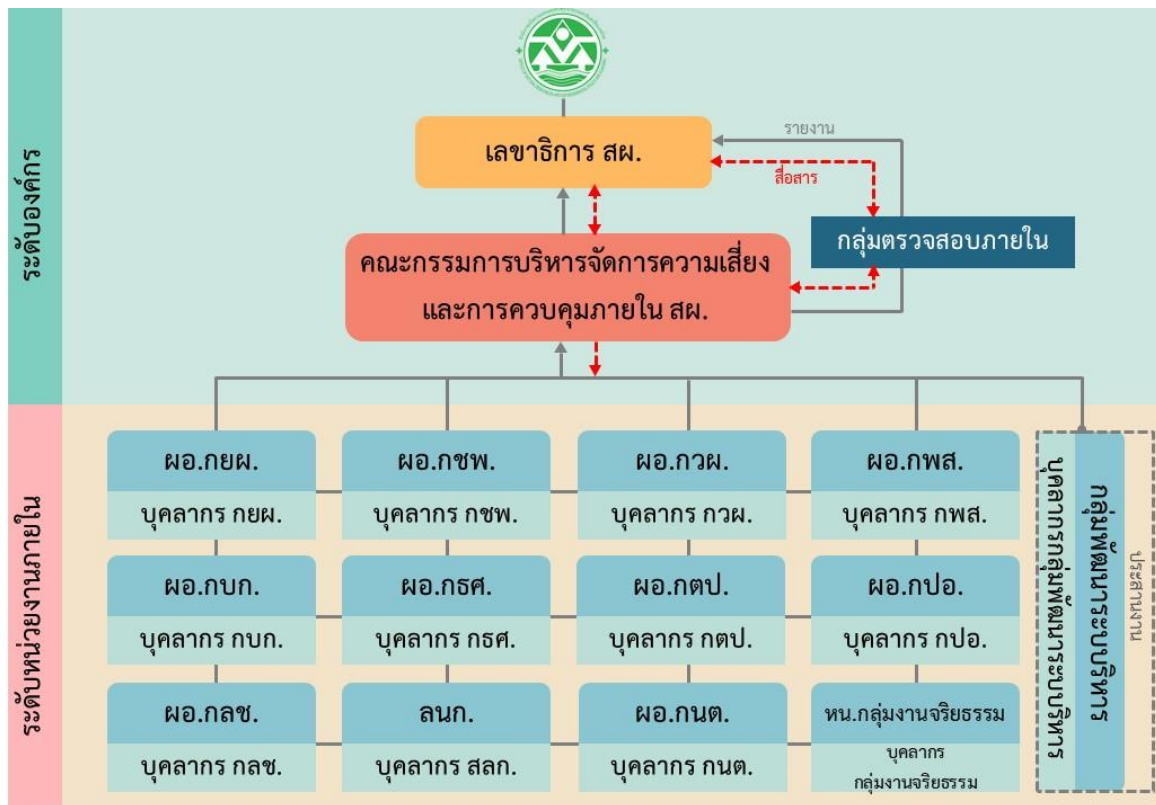 ระดับองค์กร
เลขาธิการ สผ.
รายงาน
สื่อสาร
กลุ่มตรวจสอบภายใน
คณะกรรมการบริหารจัดการความเสี่ยง
และการควบคุมภายใน สผ.
ระดับหน่วยงานภายใน
ผอ.กยผ.
บุคลากร กยผ.
ผอ.กชพ.
บุคลากร กชพ.
ผอ.กวผ.
บุคลากร กวผ.
ผอ.กพส.
บุคลากร กพส.
ผอ.กบก.
บุคลากร กบก.
ผอ.กธศ.
บุคลากร กธศ.
ผอ.กตป.
บุคลากร กตป.
ผอ.กปอ.
บุคลากร กปอ.
ผอ.กลช.
บุคลากร กลช.
ลนก.
บุคลากร สลก.
ผอ.กนต.
บุคลากร กนต.
หน.กลุ่มงานจริยธรรม
บุคลากร
กลุ่มงานจริยธรรม
กลุ่มพัฒนาระบบบริหาร
บุคลากรกลุ่มพัฒนาระบบบริหาร
ประสานงาน